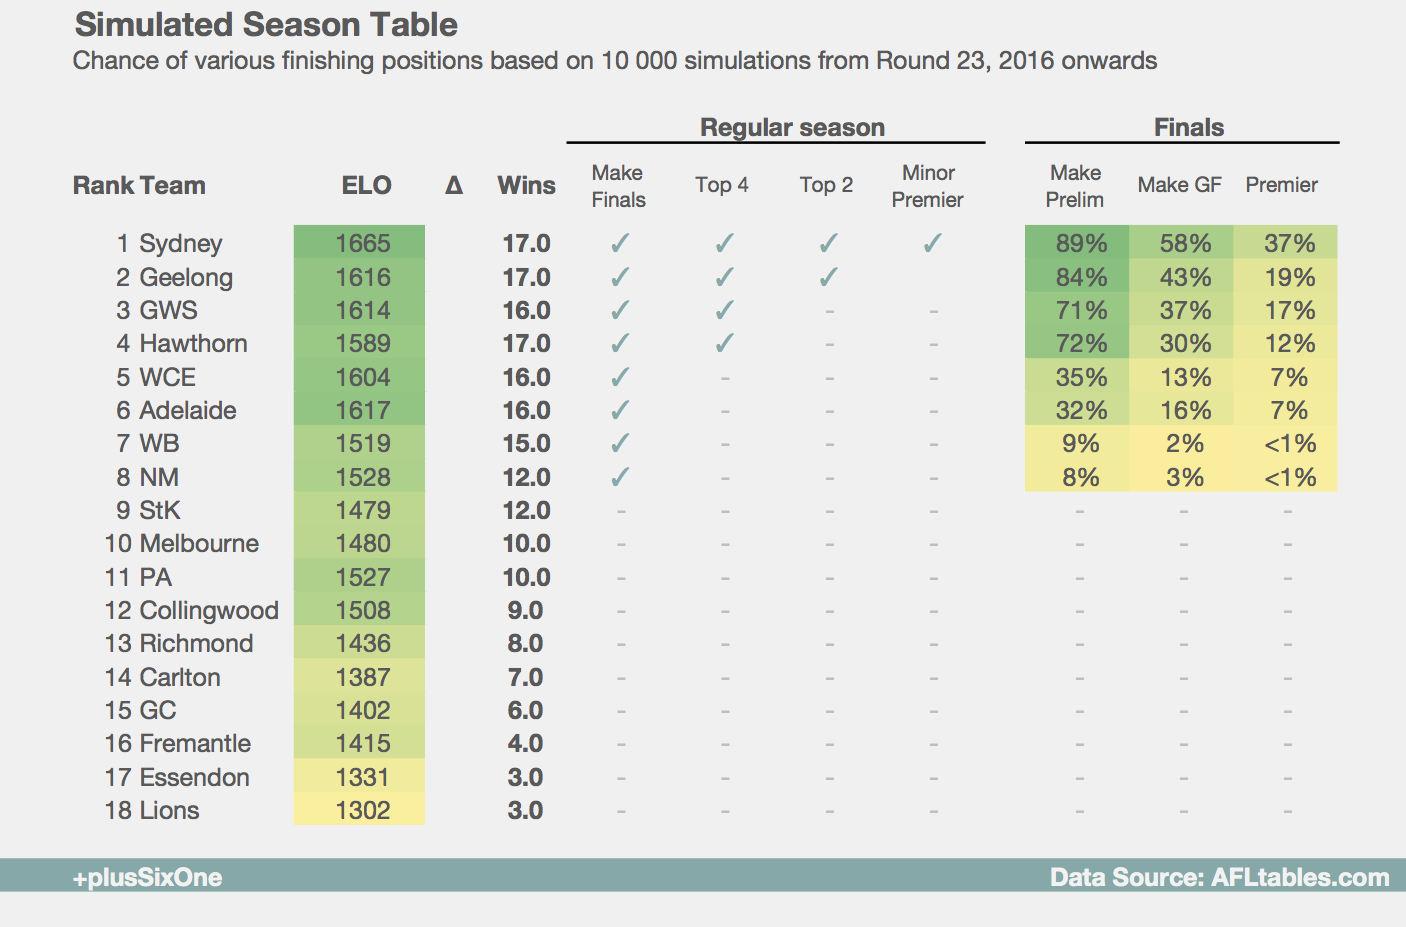 Simulated Season Table
Chance of various finishing positions based on 10 000 simulations from Round 23, 2016 onwards
Regular season Finals
Rank Team ELO Δ Wins Make Finals Top 4 Top 2 Minor Premier Make Prelim Make GF Premier
1 Sydney 1665 17.0 ✓ ✓ ✓ ✓ 89% 58% 37%
2 Geelong 1616 17.0 ✓ ✓ ✓ 84% 43% 19%
3 GWS 1614 16.0 ✓ ✓ - - 71% 37% 17%
4 Hawthorn 1589 17.0 ✓ ✓ - - 72% 30% 12%
5 WCE 1604 16.0 ✓ - - - 35% 13% 7%
6 Adelaide 1617 16.0 ✓ - - - 32% 16% 7%
7 WB 1519 15.0 ✓ - - - 9% 2% <1%
8 NM 1528 12.0 ✓ - - - 8% 3% <1%
9 StK 1479 12.0 - - - - - - -
10 Melbourne 1480 10.0 - - - - - - -
11 PA 1527 10.0 - - - - - - -
12 Collingwood 1508 9.0 - - - - - - -
13 Richmond 1436 8.0 - - - - - - -
14 Carlton 1387 7.0 - - - - - - -
15 GC 1402 6.0 - - - - - - -
16 Fremantle 1415 4.0 - - - - - - -
17 Essendon 1331 3.0 - - - - - - -
18 Lions 1302 3.0 - - - - - - -
+plusSixOne Data Source: AFLtables.com